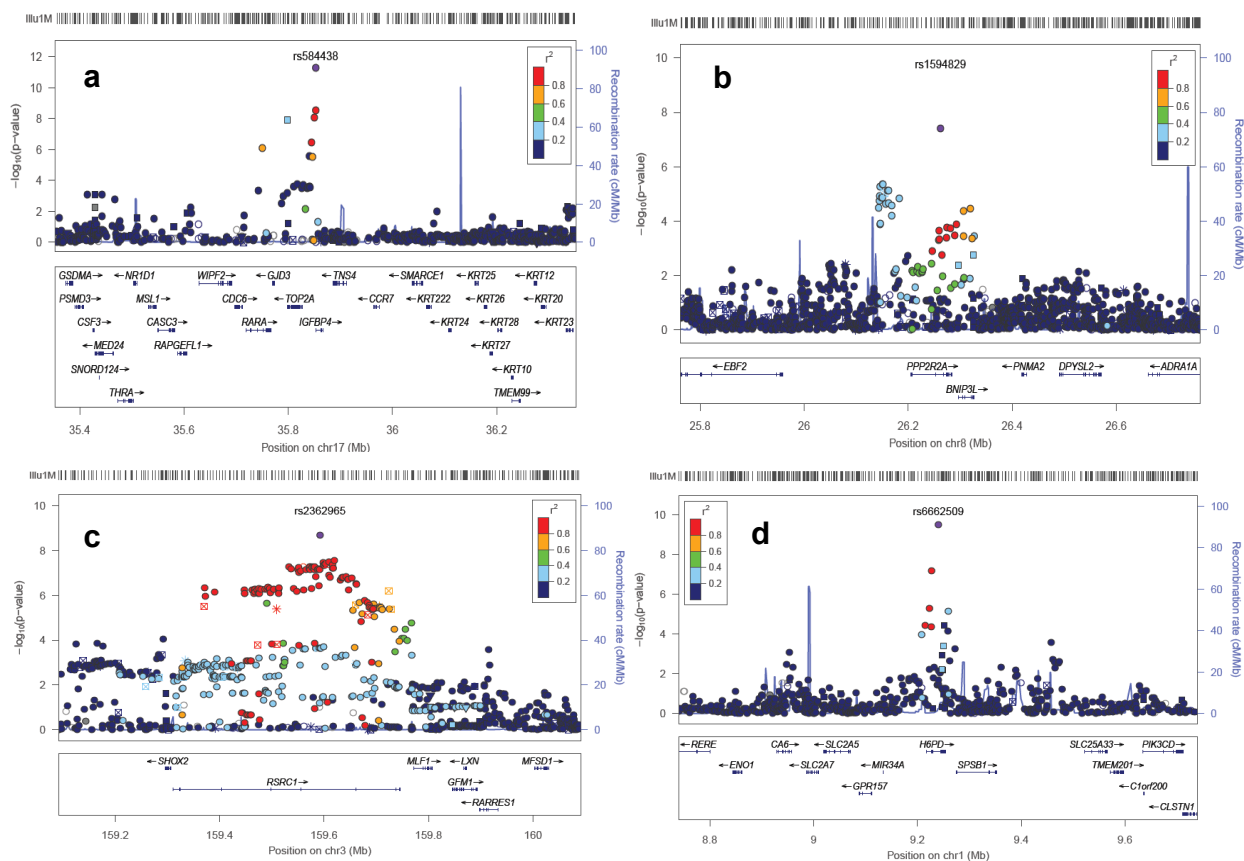 Illu1M
a
rs584438
12
10
8
6
4
2
0
−log10(p−value)
100
80
60
40
20
0
Recombination rate (cM/Mb)
r2
0.8
0.6
0.4
0.2
GSDMA→ ←NR1D1 WIPF2→ ←GJD3 ←TNS4 ←SMARCE1 ←KRT25 ←KRT12
PSMD3→ MSL1→ CDC6→ ←TOP2A ←CCR7 ←KRT222 ←KRT26 ←KRT20
CSF3→ CASC3→ RARA→ IGFBP4→ ←KRT24 ←KRT28 ←KRT23
←MED24 RAPGEFL1→ ←KRT27
SNORD124→ ←KRT10
THRA→ TMEM99→
35.4 35.6 35.8 36 36.2
Position on chr17 (Mb)
Illu1M
b
rs1594829
10
8
6
4
2
0
−log10(p−value)
100
80
60
40
20
0
Recombination rate (cM/Mb)
r2
0.8
0.6
0.4
0.2
←EBF2 PPP2R2A→ ←PNMA2 DPYSL2→ ←ADRA1A
BNIP3L→
25.8 26 26.2 26.4 26.6
Position on chr8 (Mb)
Illu1M
c
rs2362965
10
8
6
4
2
0
−log10(p−value)
100
80
60
40
20
0
Recombination rate (cM/Mb)
r2
0.8
0.6
0.4
0.2
←SHOX2 MLF1→ ←LXN MFSD1→
RSRC1→ GFM1→
←RARRES1
159.2 159.4 159.6 159.8 160
Position on chr3 (Mb)
Illu1M
d
rs6662509
10
8
6
4
2
0
−log10(p−value)
100
80
60
40
20
0
Recombination rate (cM/Mb)
r2
0.8
0.6
0.4
0.2
←RERE CA6→ ←SLC2A5 H6PD→ SLC25A33→ PIK3CD→
←ENO1 ←SLC2A7 ←MIR34A SPSB1→ TMEM201→
←GPR157 ←C1orf200
←CLSTN1
8.8 9 9.2 9.4 9.6
Position on chr1 (Mb)